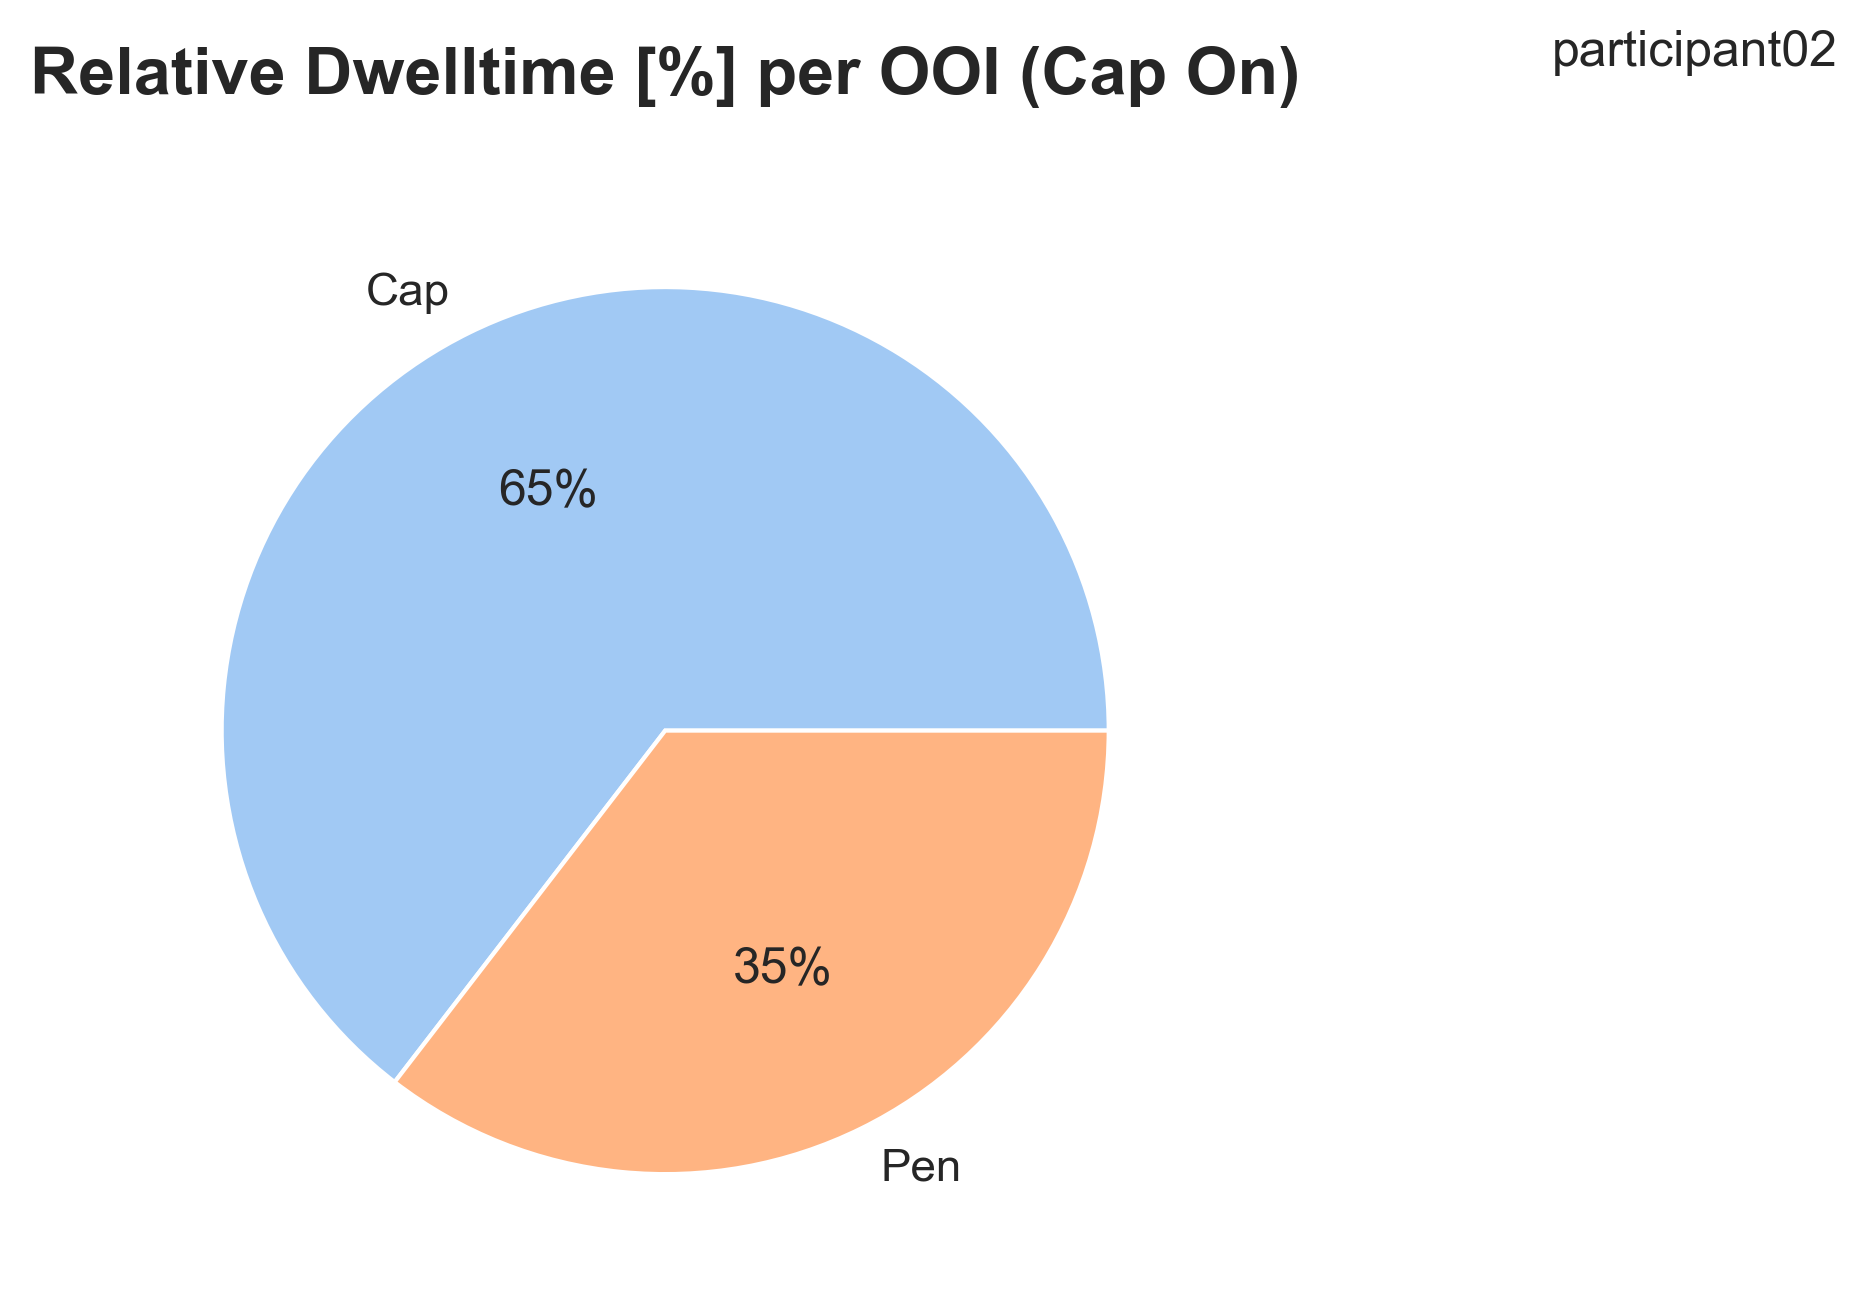 Relative Dwelltime [%] per OOI (Cap On)
participant02
Cap
65%
35%
Pen